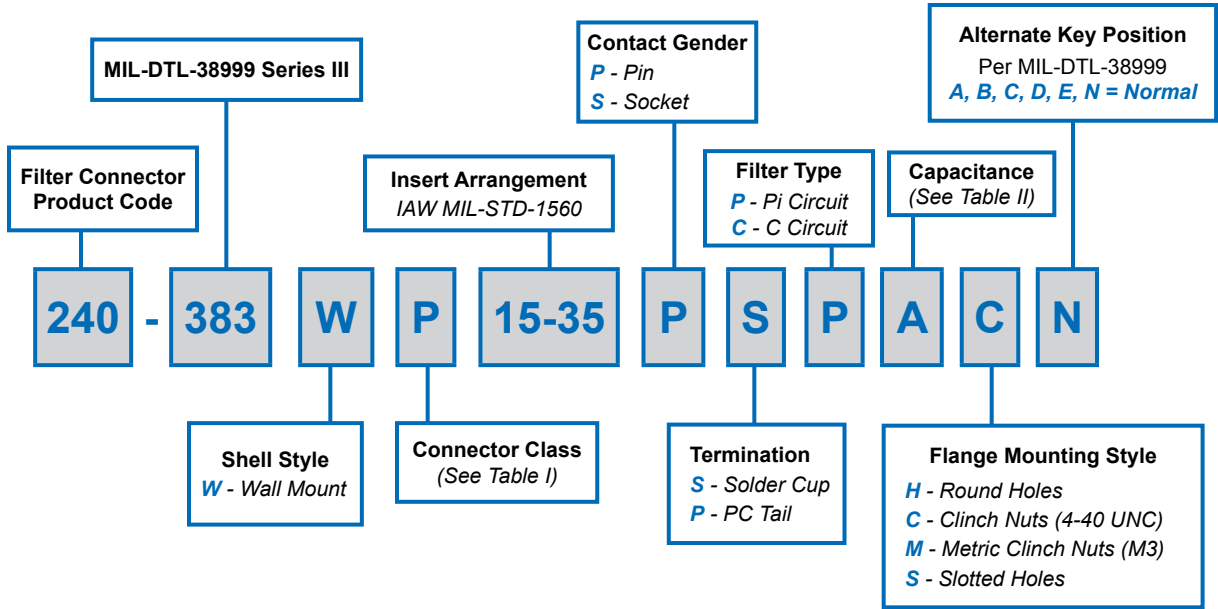 MIL-DTL-38999 Series III
Contact Gender
P - Pin
S - Socket
Alternate Key Position
Per MIL-DTL-38999
A, B, C, D, E, N = Normal
Filter Connector
Product Code
Insert Arrangement
IAW MIL-STD-1560
Filter Type
P - Pi Circuit
C - C Circuit
Capacitance
(See Table II)
240 - 383 W P 15-35 P S P A C N
Shell Style
W - Wall Mount
Connector Class
(See Table I)
Termination
S - Solder Cup
P - PC Tail
Flange Mounting Style
H - Round Holes
C - Clinch Nuts (4-40 UNC)
M - Metric Clinch Nuts (M3)
S - Slotted Holes